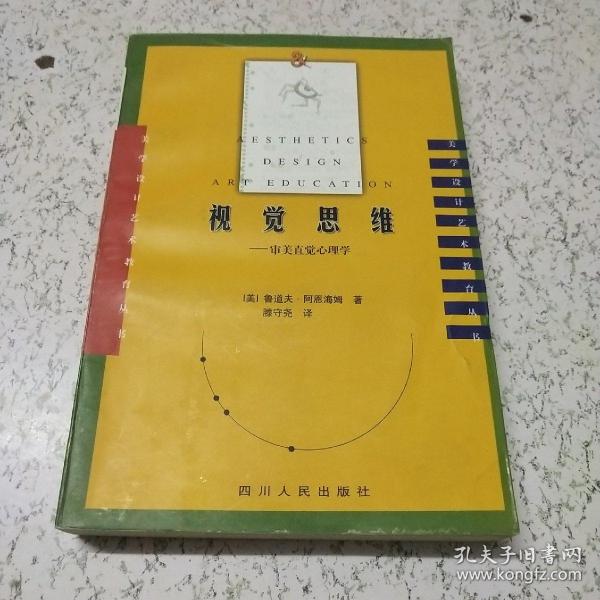 AESTHETICS
DESIGN
ART EDUCATION
视觉思维
——审美直觉心理学
〔美〕鲁道夫·阿恩海姆 著
滕守尧 译
美学设计艺术教育丛书
美学设计艺术教育丛书
四川人民出版社
孔夫子旧书网
www.kongfz.com